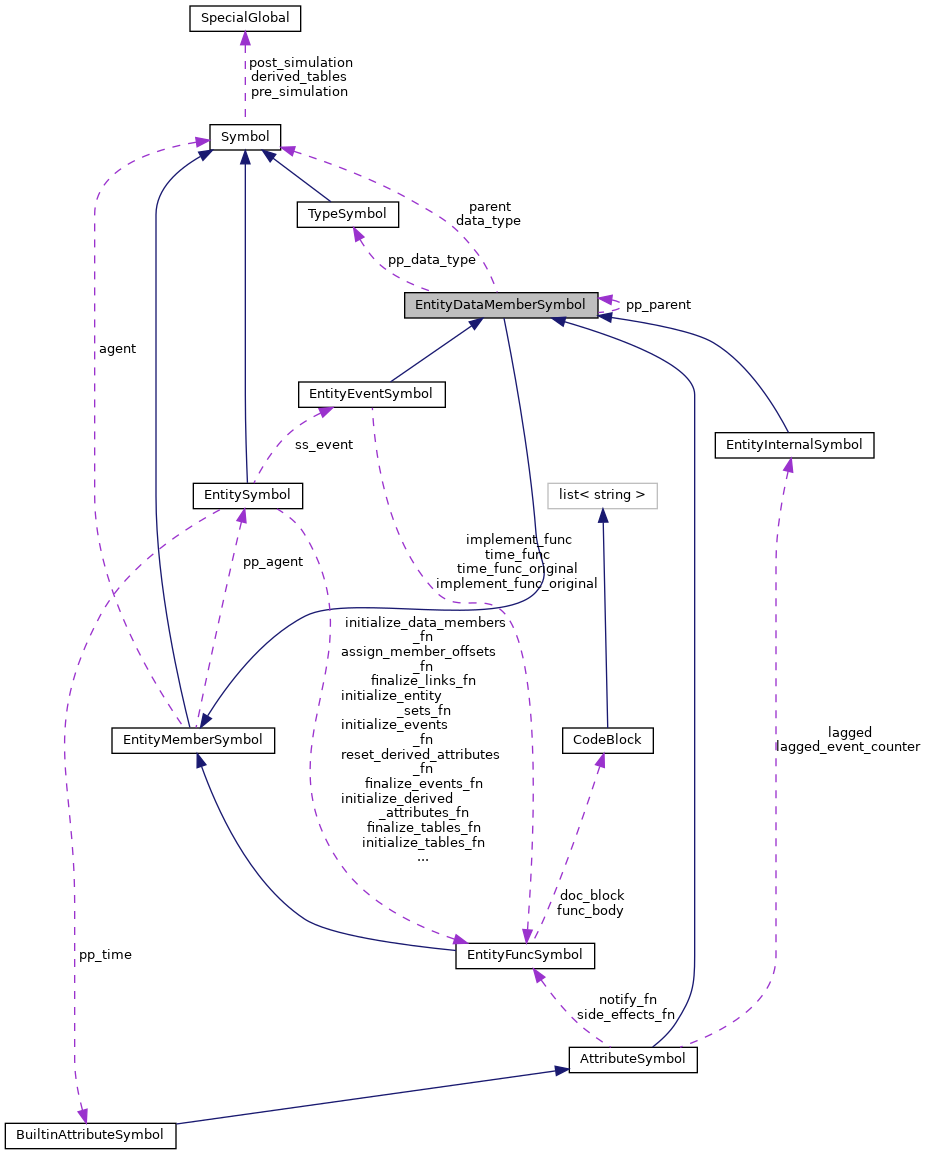 SpecialGlobal
post_simulation
derived_tables
pre_simulation
Symbol
TypeSymbol
parent
data_type
pp_data_type
EntityDataMemberSymbol
pp_parent
agent
EntityEventSymbol
ss_event
EntityInternalSymbol
EntitySymbol
list< string >
implement_func
time_func
time_func_original
implement_func_original
pp_agent
initialize_data_members
_fn
assign_member_offsets
_fn
finalize_links_fn
initialize_entity
_sets_fn
initialize_events
_fn
reset_derived_attributes
_fn
finalize_events_fn
initialize_derived
_attributes_fn
finalize_tables_fn
initialize_tables_fn
...
EntityMemberSymbol
CodeBlock
lagged
lagged_event_counter
doc_block
func_body
pp_time
EntityFuncSymbol
notify_fn
side_effects_fn
AttributeSymbol
BuiltinAttributeSymbol